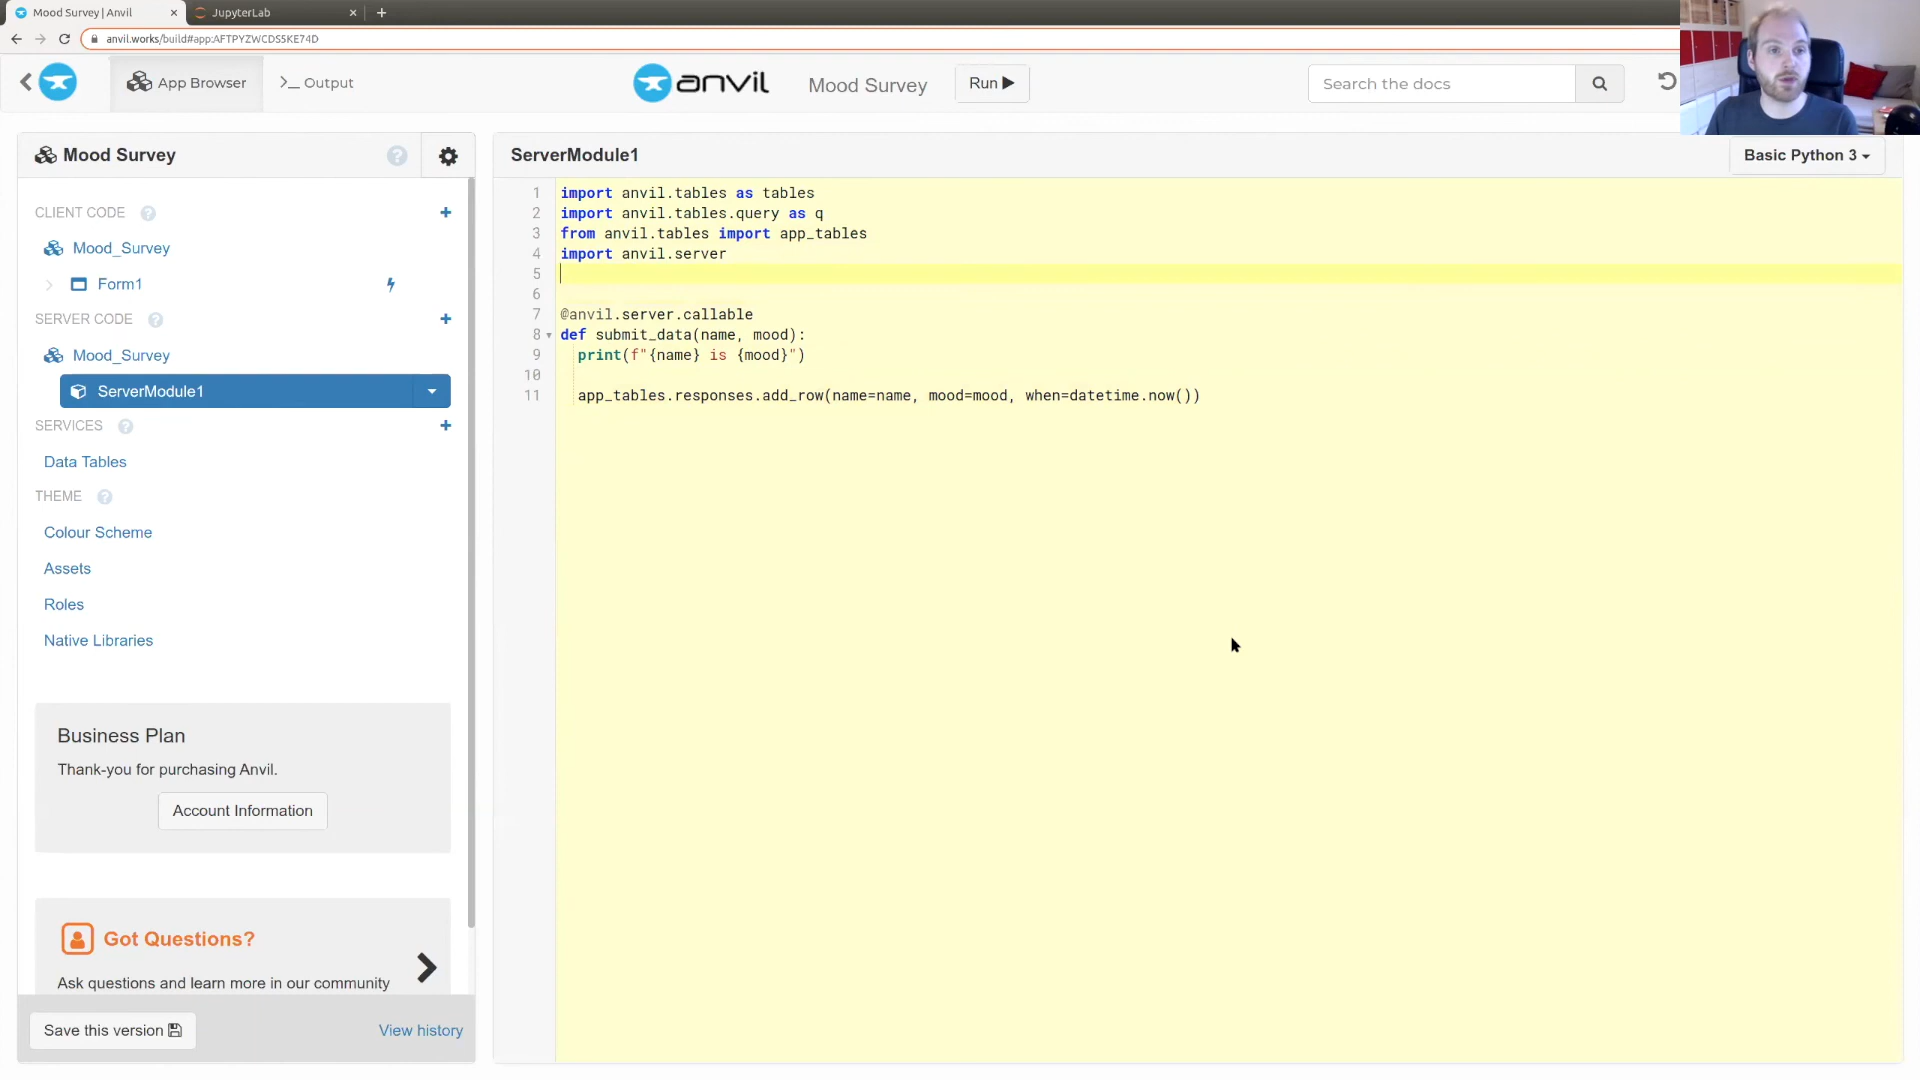 Mood Survey | Anvil
JupyterLab
anvil.works/build#app:AFTPYZWCDS5KE74D
App Browser
>_ Output
anvil
Mood Survey
Run
Search the docs
Mood Survey
ServerModule1
Basic Python 3
CLIENT CODE
Mood_Survey
Form1
SERVER CODE
Mood_Survey
ServerModule1
SERVICES
Data Tables
THEME
Colour Scheme
Assets
Roles
Native Libraries
Business Plan
Thank-you for purchasing Anvil.
Account Information
Got Questions?
Ask questions and learn more in our community
Save this version
View history
1 import anvil.tables as tables
2 import anvil.tables.query as q
3 from anvil.tables import app_tables
4 import anvil.server
5
6
7 @anvil.server.callable
8 def submit_data(name, mood):
9 print(f"{name} is {mood}")
10
11 app_tables.responses.add_row(name=name, mood=mood, when=datetime.now())